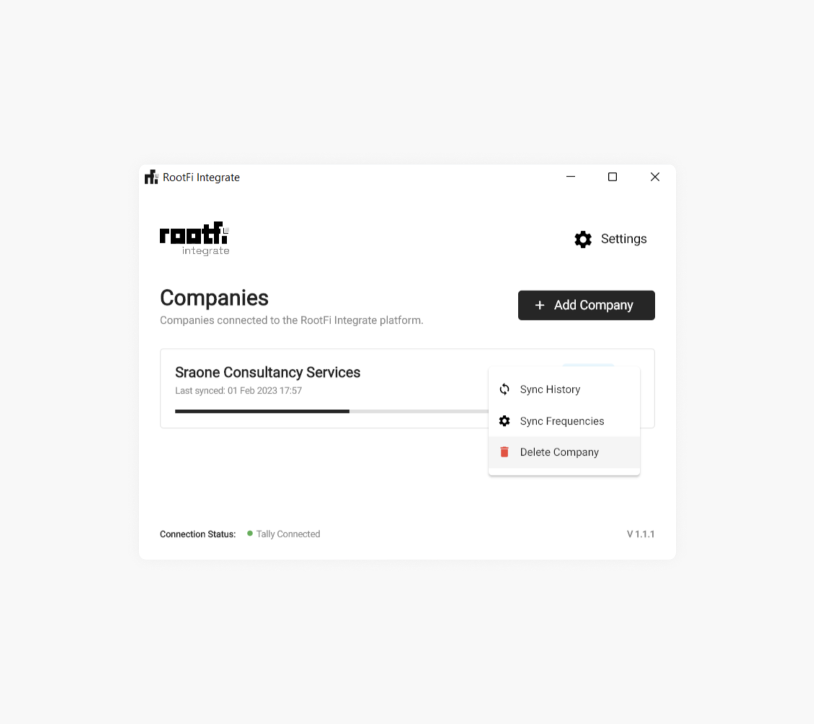 RootFi Integrate
rootfi
integrate
Settings
Companies
+ Add Company
Companies connected to the RootFi Integrate platform.
Sraone Consultancy Services
Last synced: 01 Feb 2023 17:57
Sync History
Sync Frequencies
Delete Company
Connection Status: Tally Connected
V 1.1.1